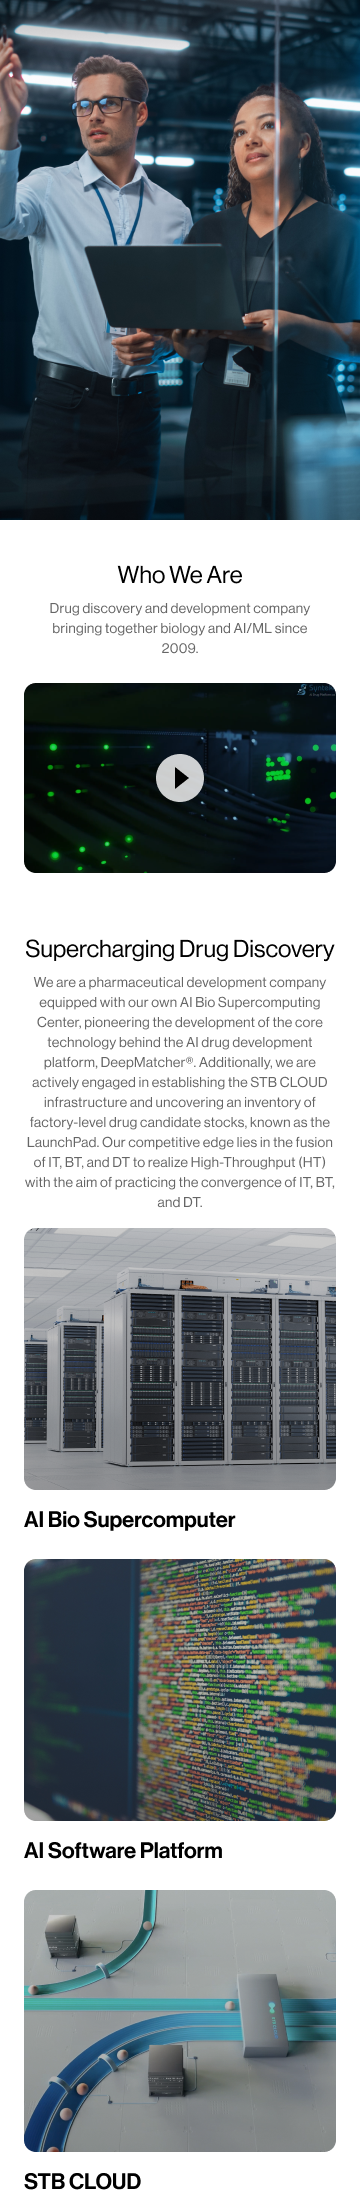 Who We Are
Drug discovery and development company
bringing together biology and AI/ML since
2009.
Supercharging Drug Discovery
We are a pharmaceutical development company
equipped with our own AI Bio Supercomputing
Center, pioneering the development of the core
technology behind the AI drug development
platform, DeepMatcher®. Additionally, we are
actively engaged in establishing the STB CLOUD
infrastructure and uncovering an inventory of
factory-level drug candidate stocks, known as the
LaunchPad. Our competitive edge lies in the fusion
of IT, BT, and DT to realize High-Throughput (HT)
with the aim of practicing the convergence of IT, BT,
and DT.
AI Bio Supercomputer
AI Software Platform
STB CLOUD